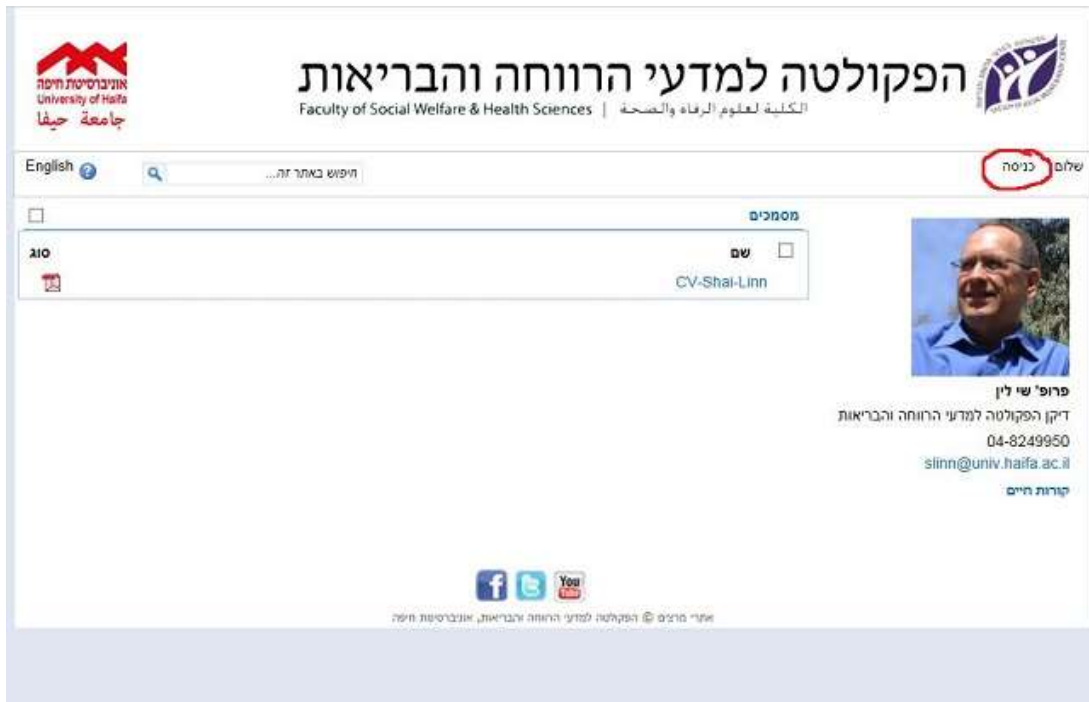 הפקולטה למדעי הרווחה והבריאות
Faculty of Social Welfare & Health Sciences | الكلية لعلوم الرفاه والصحة
אוניברסיטת חיפה
University of Haifa
جامعة حيفا
שלום כניסה
חיפוש באתר זה...
English
מסמכים
שם סוג
CV-Shai-Linn
פרופ' שי לין
דיקן הפקולטה למדעי הרווחה והבריאות
04-8249950
slinn@univ.haifa.ac.il
קורות חיים
You Tube
אתרי מרצים © הפקולטה למדעי הרווחה והבריאות, אוניברסיטת חיפה